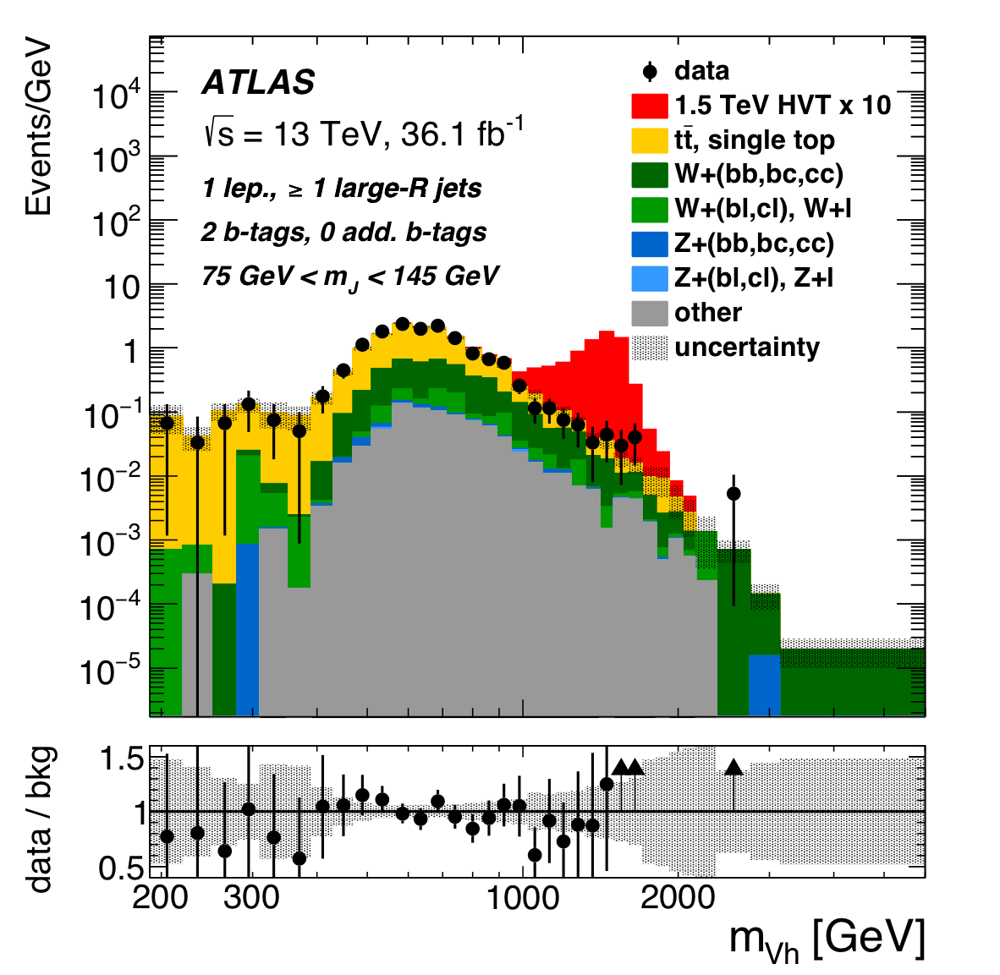 Events/GeV
10⁴
10³
10²
10
1
10⁻¹
10⁻²
10⁻³
10⁻⁴
10⁻⁵
ATLAS
√s = 13 TeV, 36.1 fb⁻¹
1 lep., ≥ 1 large-R jets
2 b-tags, 0 add. b-tags
75 GeV < m_J < 145 GeV
data
1.5 TeV HVT x 10
tt̄, single top
W+(bb,bc,cc)
W+(bl,cl), W+l
Z+(bb,bc,cc)
Z+(bl,cl), Z+l
other
uncertainty
data / bkg
1.5
1
0.5
200 300 1000 2000
m_Vh [GeV]